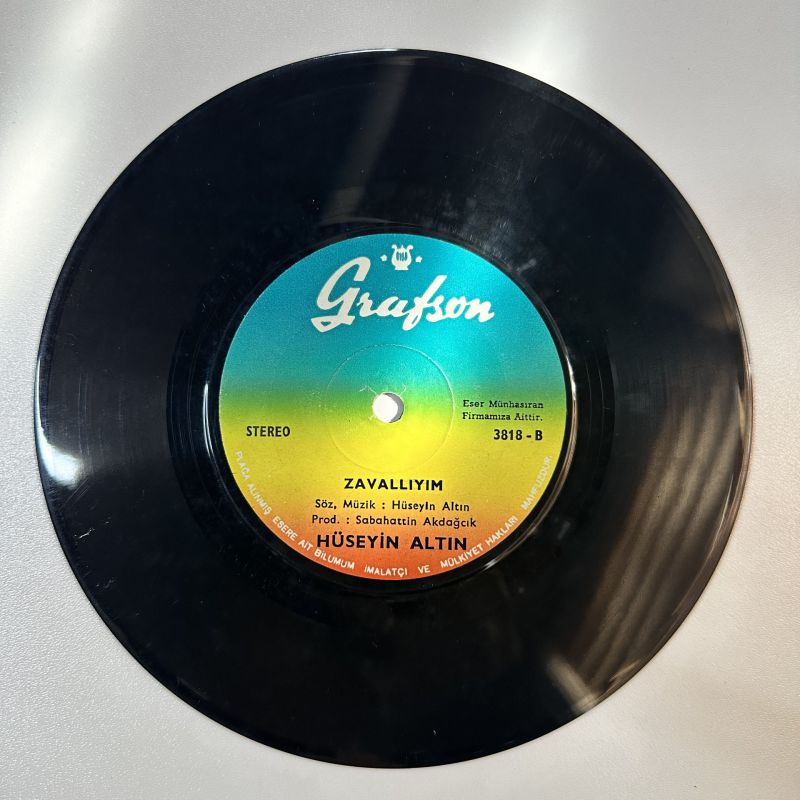 Grafson
Eser Münhasıran
Firmamıza Aittir.
STEREO
3818 - B
ZAVALLIYIM
Söz, Müzik : HüseyIn Altın
Prod. : Sabahattin Akdağcık
HÜSEYİN ALTIN
PLAĞA ALINMIŞ ESERE AİT BİLUMUM İMALATÇI VE MÜLKİYET HAKLARI MAHFUZDUR